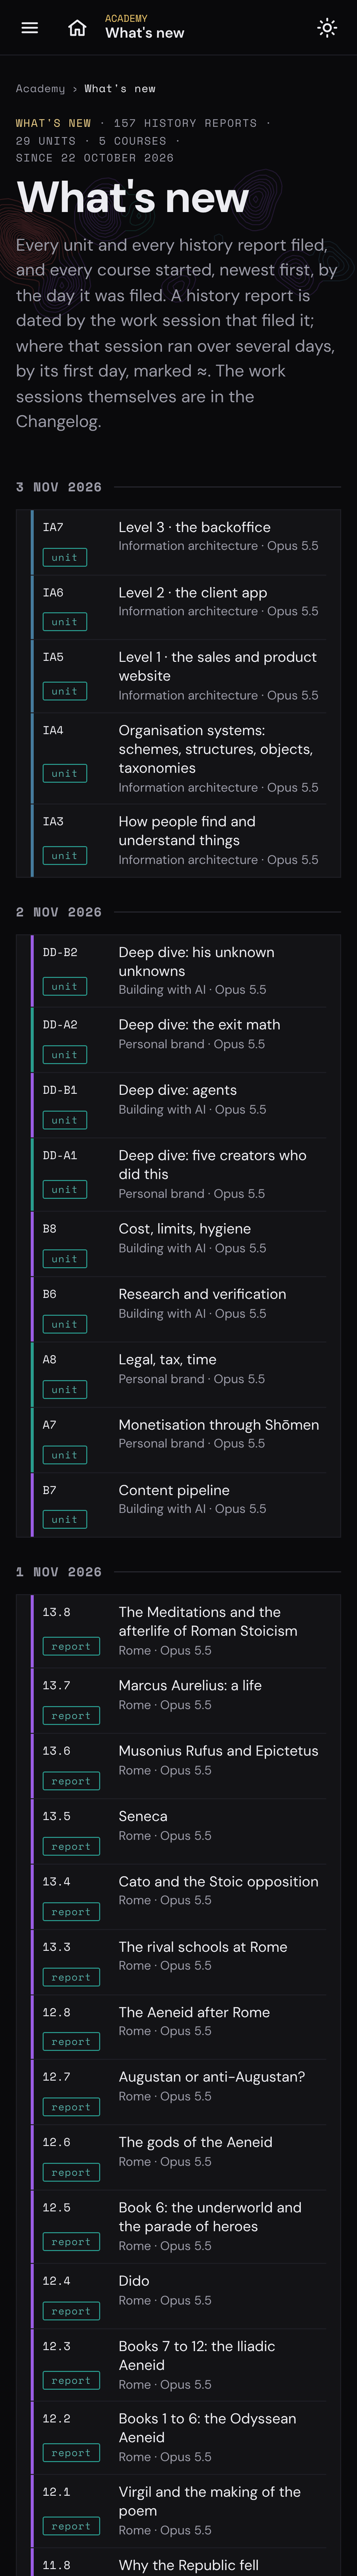 ACADEMY
What's new
Academy › What's new
WHAT'S NEW · 157 HISTORY REPORTS ·
29 UNITS · 5 COURSES ·
SINCE 22 OCTOBER 2026
What's new
Every unit and every history report filed,
and every course started, newest first, by
the day it was filed. A history report is
dated by the work session that filed it;
where that session ran over several days,
by its first day, marked ≈. The work
sessions themselves are in the
Changelog.
3 NOV 2026
IA7
Level 3 · the backoffice
Information architecture · Opus 5.5
unit
IA6
Level 2 · the client app
Information architecture · Opus 5.5
unit
IA5
Level 1 · the sales and product
website
Information architecture · Opus 5.5
unit
IA4
Organisation systems:
schemes, structures, objects,
taxonomies
Information architecture · Opus 5.5
unit
IA3
How people find and
understand things
Information architecture · Opus 5.5
unit
2 NOV 2026
DD-B2
Deep dive: his unknown
unknowns
Building with AI · Opus 5.5
unit
DD-A2
Deep dive: the exit math
Personal brand · Opus 5.5
unit
DD-B1
Deep dive: agents
Building with AI · Opus 5.5
unit
DD-A1
Deep dive: five creators who
did this
Personal brand · Opus 5.5
unit
B8
Cost, limits, hygiene
Building with AI · Opus 5.5
unit
B6
Research and verification
Building with AI · Opus 5.5
unit
A8
Legal, tax, time
Personal brand · Opus 5.5
unit
A7
Monetisation through Shōmen
Personal brand · Opus 5.5
unit
B7
Content pipeline
Building with AI · Opus 5.5
unit
1 NOV 2026
13.8
The Meditations and the
afterlife of Roman Stoicism
Rome · Opus 5.5
report
13.7
Marcus Aurelius: a life
Rome · Opus 5.5
report
13.6
Musonius Rufus and Epictetus
Rome · Opus 5.5
report
13.5
Seneca
Rome · Opus 5.5
report
13.4
Cato and the Stoic opposition
Rome · Opus 5.5
report
13.3
The rival schools at Rome
Rome · Opus 5.5
report
12.8
The Aeneid after Rome
Rome · Opus 5.5
report
12.7
Augustan or anti-Augustan?
Rome · Opus 5.5
report
12.6
The gods of the Aeneid
Rome · Opus 5.5
report
12.5
Book 6: the underworld and
the parade of heroes
Rome · Opus 5.5
report
12.4
Dido
Rome · Opus 5.5
report
12.3
Books 7 to 12: the Iliadic
Aeneid
Rome · Opus 5.5
report
12.2
Books 1 to 6: the Odyssean
Aeneid
Rome · Opus 5.5
report
12.1
Virgil and the making of the
poem
Rome · Opus 5.5
report
11.8
Why the Republic fell